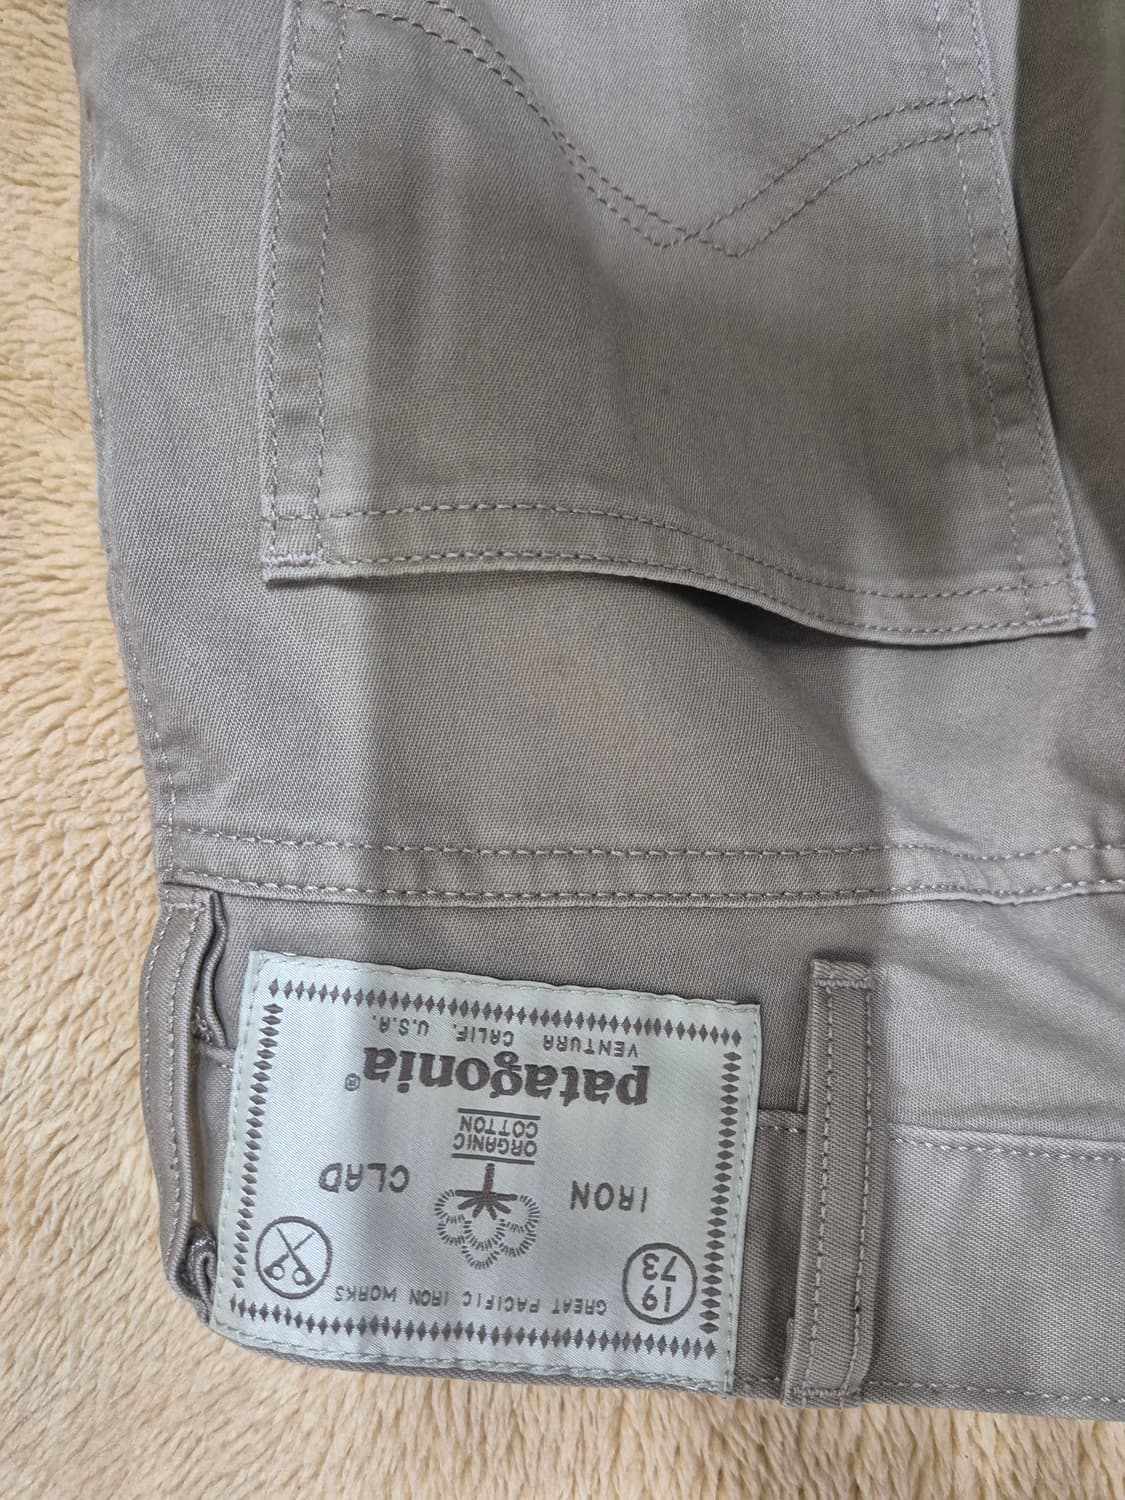 GREAT PACIFIC IRON WORKS
19
73
IRON CLAD
ORGANIC
COTTON
patagonia®
VENTURA CALIF. U.S.A.